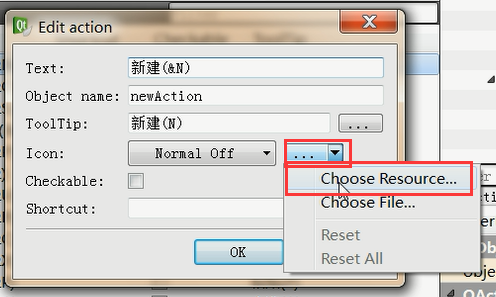 Edit action
Text: 新建(&N)
Object name: newAction
ToolTip: 新建(N) ...
Icon: Normal Off ...
Checkable:
Shortcut:
OK
Choose Resource...
Choose File...
Reset
Reset All